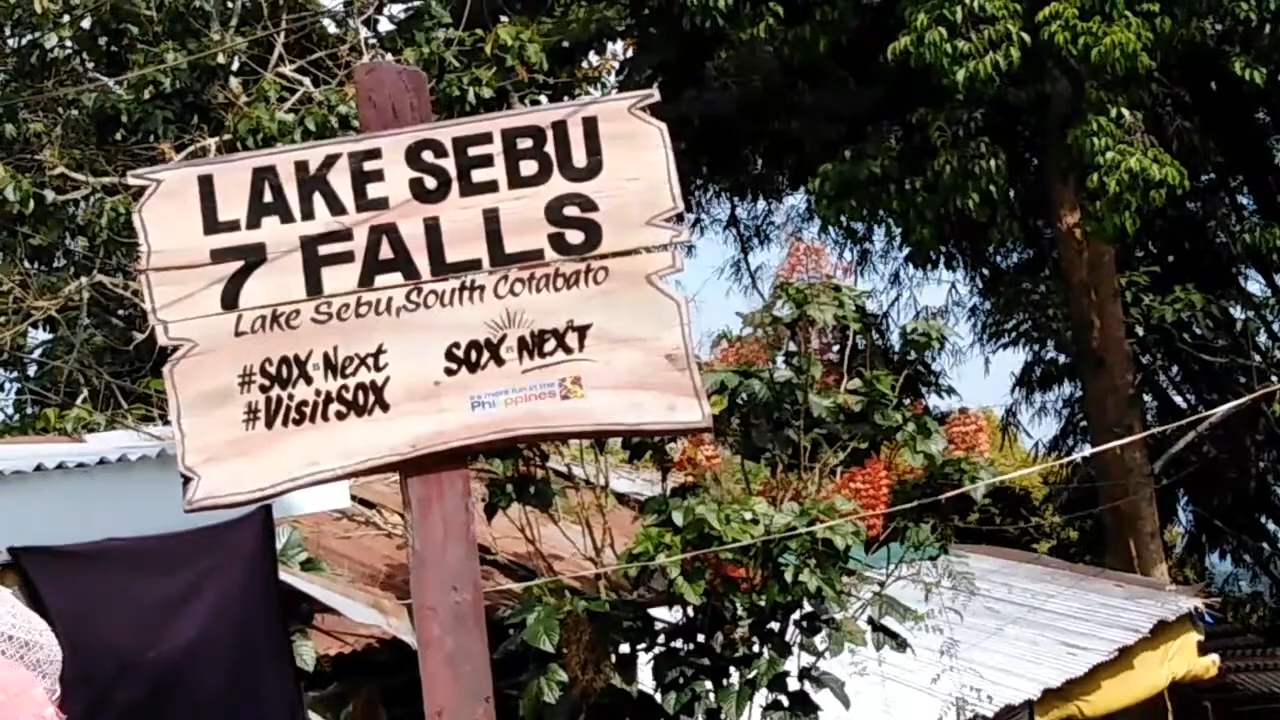 LAKE SEBU
7 FALLS
Lake Sebu, South Cotabato
#SOX is Next
#VisitSOX
SOX IS NEXT
It's more fun in the
Philippines